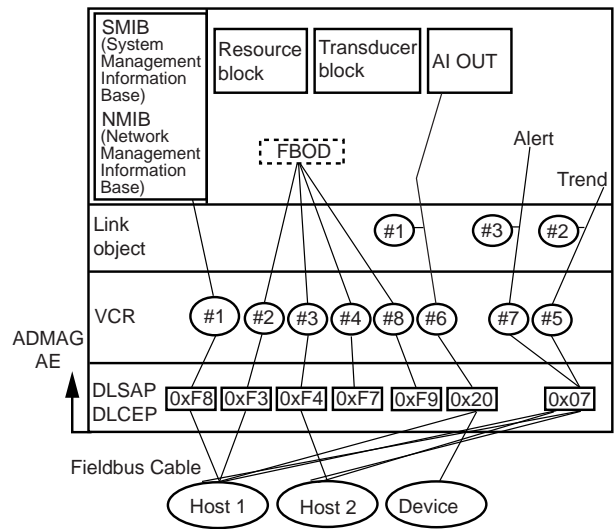 SMIB
(System
Management
Information
Base)
NMIB
(Network
Management
Information
Base)
Resource
block
Transducer
block
AI OUT
FBOD
Alert
Trend
Link
object
#1
#3
#2
VCR
#1
#2
#3
#4
#8
#6
#7
#5
ADMAG
AE
DLSAP
DLCEP
0xF8
0xF3
0xF4
0xF7
0xF9
0x20
0x07
Fieldbus Cable
Host 1
Host 2
Device